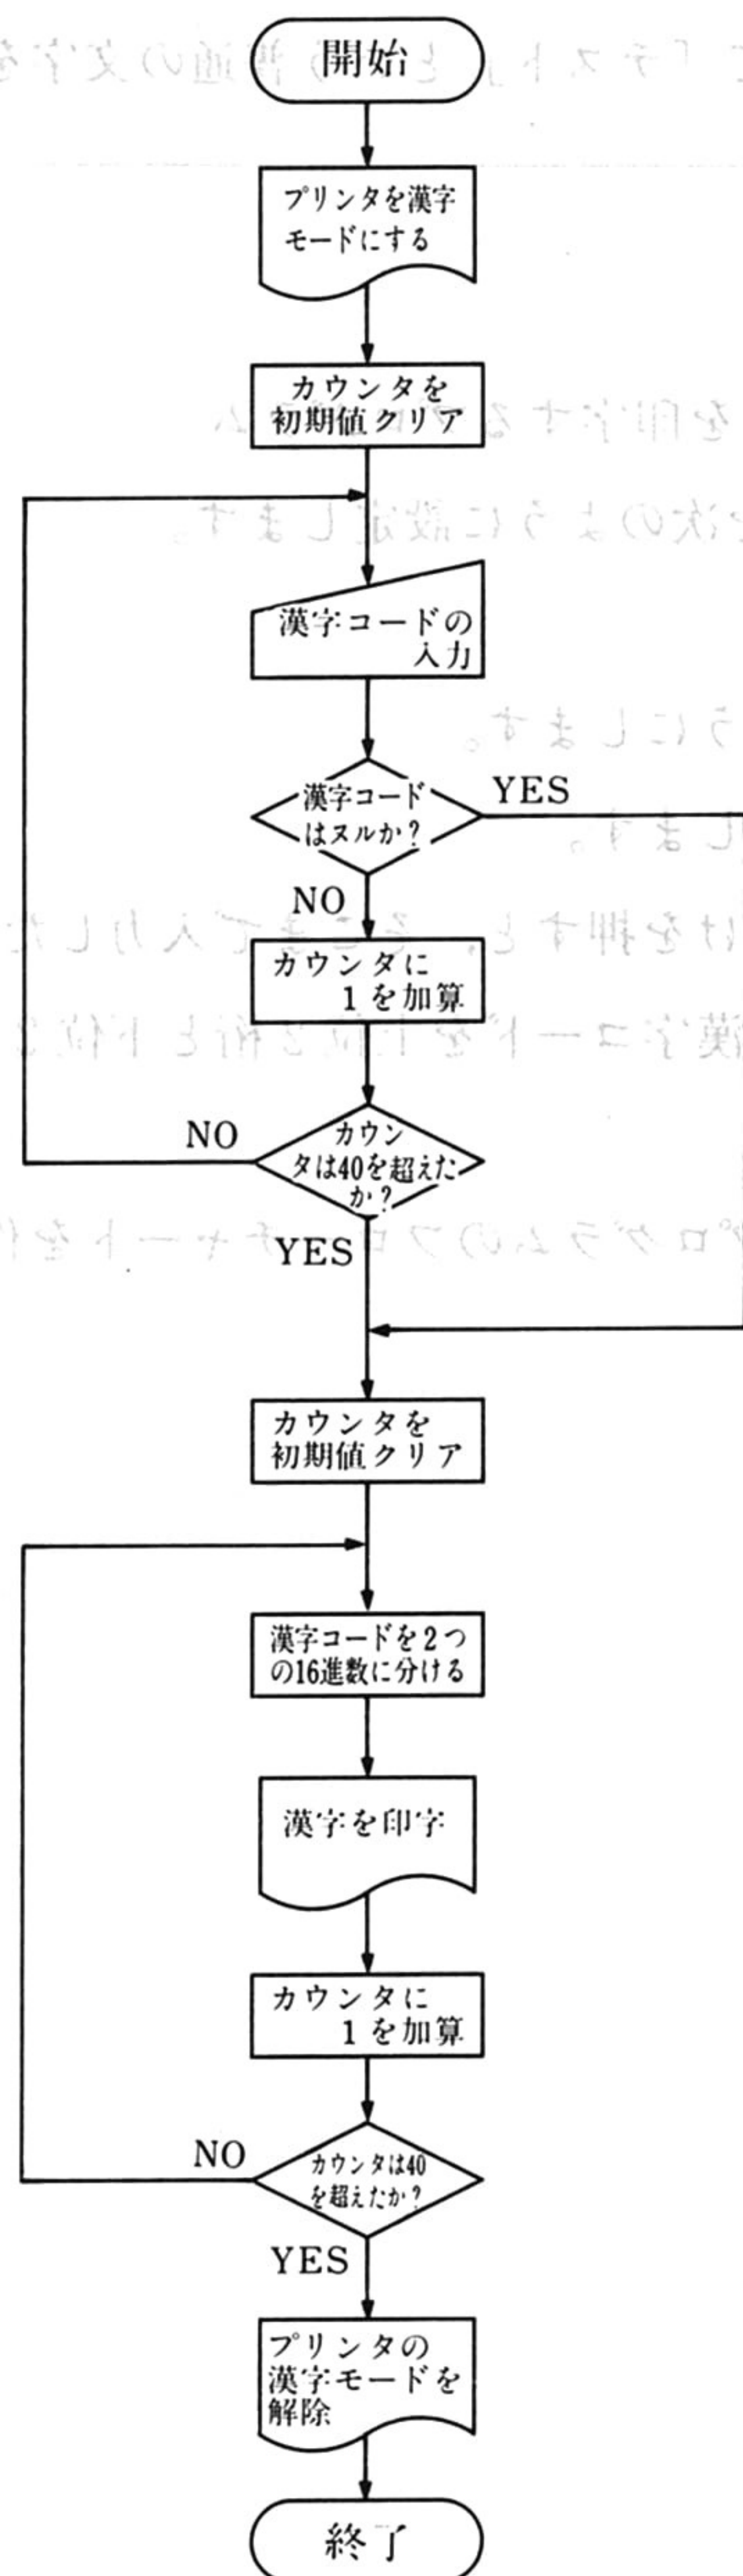 開始
プリンタを漢字
モードにする
カウンタを
初期値クリア
漢字コードの
入力
漢字コード
はヌルか?
YES
NO
カウンタに
1を加算
カウン
タは40を超えた
か?
NO
YES
カウンタを
初期値クリア
漢字コードを2つ
の16進数に分ける
漢字を印字
カウンタに
1を加算
カウンタは40
を超えたか?
NO
YES
プリンタの
漢字モードを
解除
終了